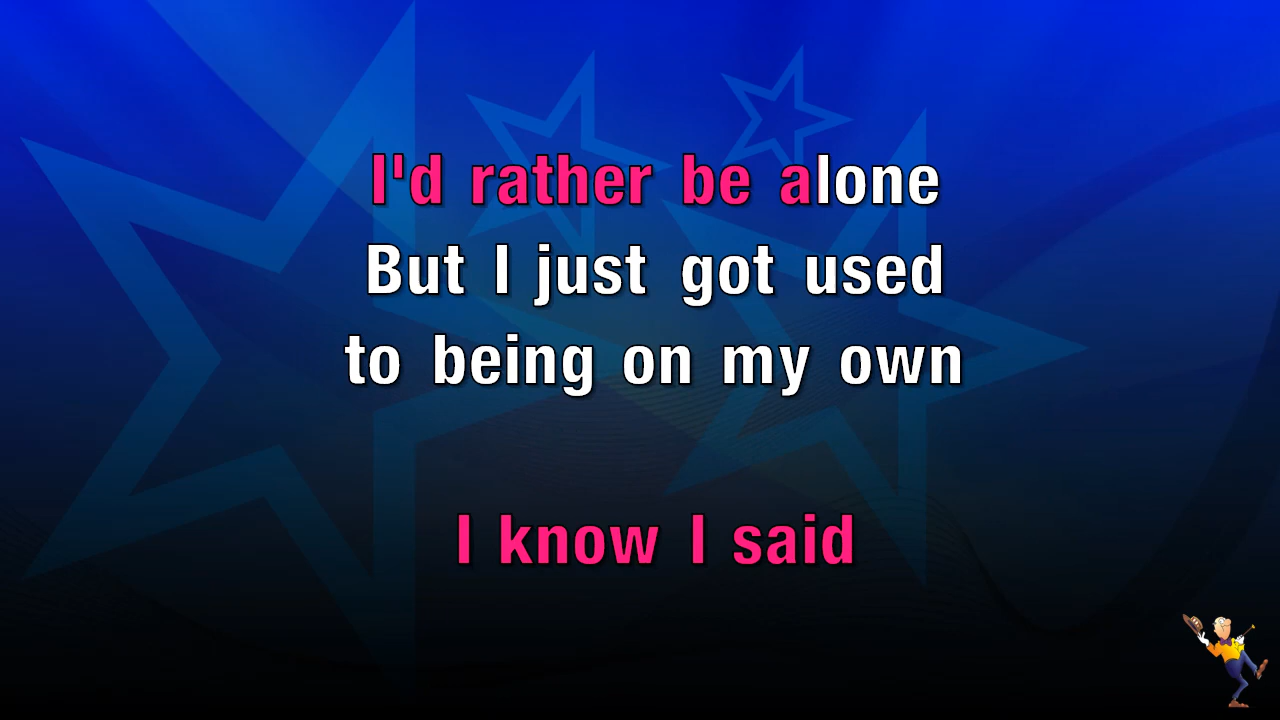 I'd rather be alone
But I just got used
to being on my own
I know I said